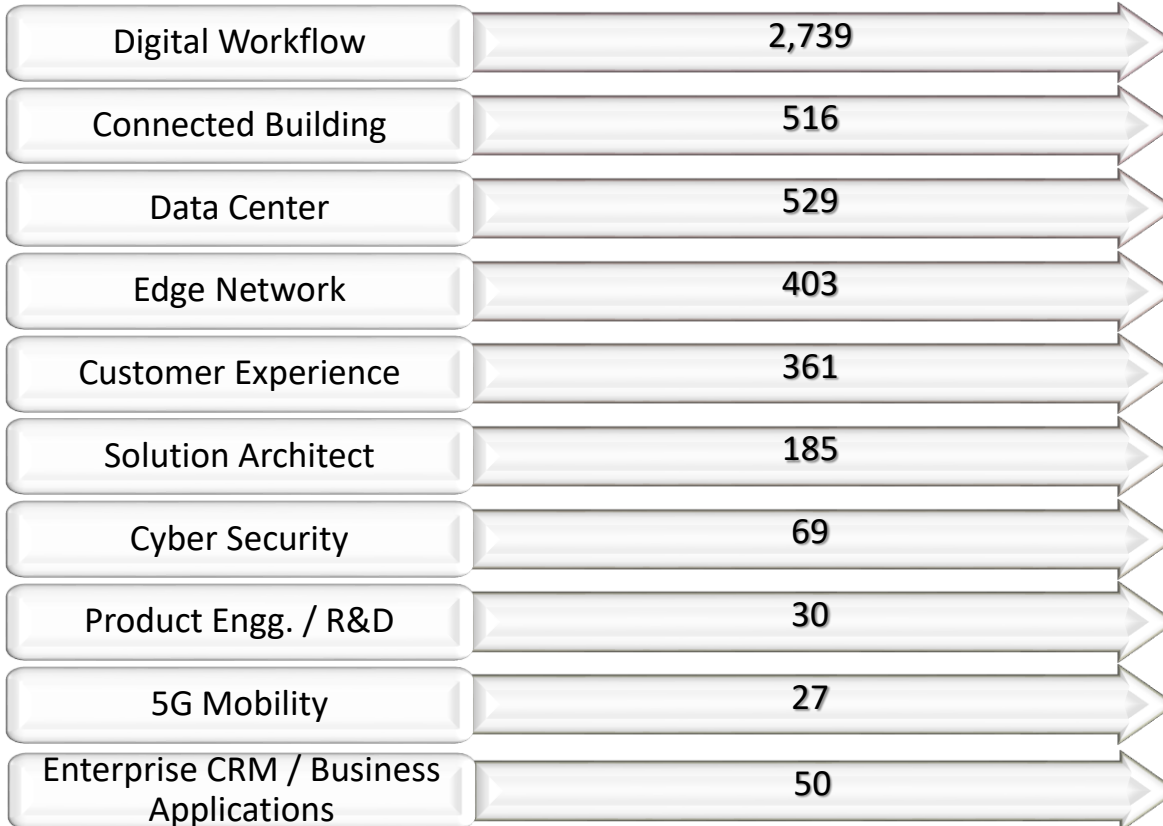 Digital Workflow 2,739
Connected Building 516
Data Center 529
Edge Network 403
Customer Experience 361
Solution Architect 185
Cyber Security 69
Product Engg. / R&D 30
5G Mobility 27
Enterprise CRM / Business
Applications 50